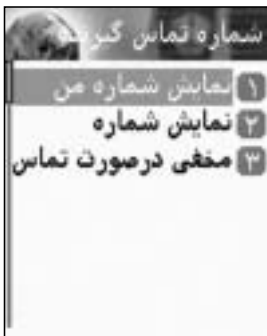 شماره تماس گیرنده
۱ نمایش شماره من
۲ نمایش شماره
۳ مخفی درصورت تماس